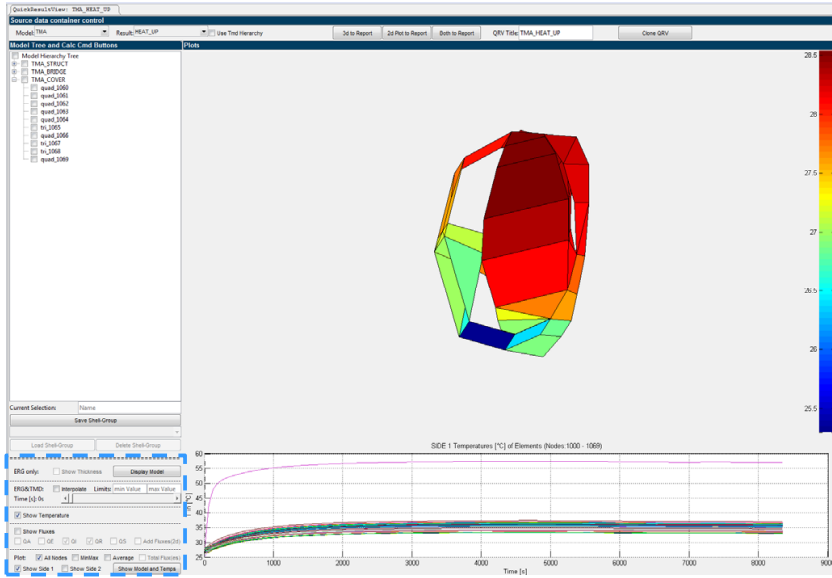 QuickResultView: TMA_HEAT_UP
Source data container control
Model: TMA Result: HEAT_UP Use Tmd Hierarchy 3d to Report 2d Plot to Report Both to Report QRV Title: TMA_HEAT_UP Clone QRV
Model Tree and Calc Cmd Buttons Plots
Model Hierarchy Tree
TMA_STRUCT
TMA_BRIDGE
TMA_COVER
quad_1060
quad_1061
quad_1062
quad_1063
quad_1064
tri_1065
quad_1066
tri_1067
tri_1068
quad_1069
28.5
28
27.5
27
26.5
26
25.5
Current Selection: Name
Save Shell-Group
Load Shell-Group Delete Shell-Group
ERG only: Show Thickness Display Model
ERG&TMD: Interpolate Limits: min Value max Value
Time [s]: 0s
Show Temperature
Show Fluxes
QA QE QI QR QS Add Fluxes(2d)
Plot: All Nodes MinMax Average Total Flux(es)
Show Side 1 Show Side 2 Show Model and Temps
SIDE 1 Temperatures [°C] of Elements (Nodes:1000 - 1069)
60
55
50
45
40
35
30
25
T in [°C]
0 1000 2000 3000 4000 5000 6000 7000 8000 9000
Time [s]